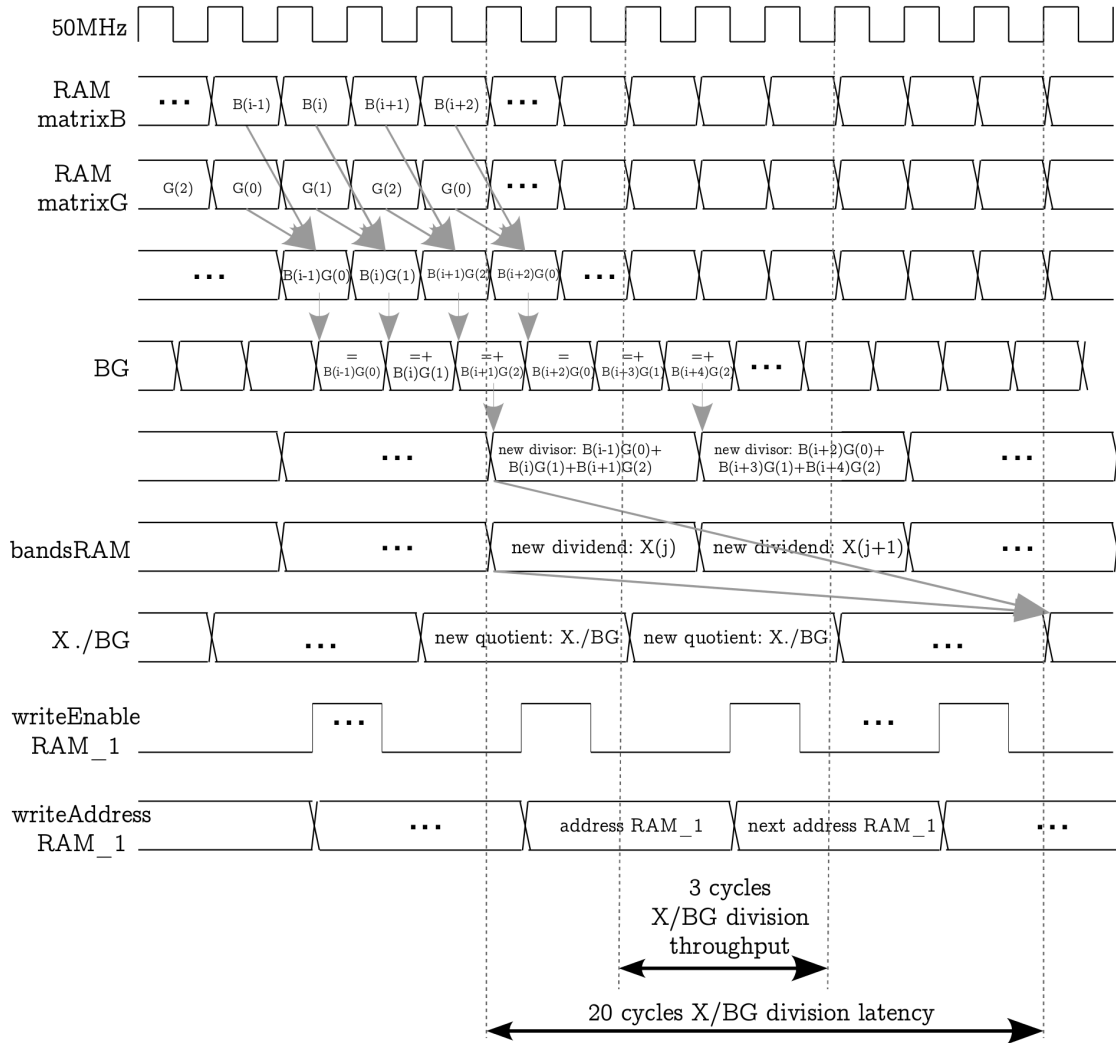 50MHz
RAM
matrixB
... B(i-1) B(i) B(i+1) B(i+2) ...
RAM
matrixG
G(2) G(0) G(1) G(2) G(0) ...
... B(i-1)G(0) B(i)G(1) B(i+1)G(2) B(i+2)G(0) ...
BG
= =+ =+ = =+ =+
B(i-1)G(0) B(i)G(1) B(i+1)G(2) B(i+2)G(0) B(i+3)G(1) B(i+4)G(2) ...
... new divisor: B(i-1)G(0)+ new divisor: B(i+2)G(0)+ ...
B(i)G(1)+B(i+1)G(2) B(i+3)G(1)+B(i+4)G(2)
bandsRAM ... new dividend: X(j) new dividend: X(j+1) ...
X./BG ... new quotient: X./BG new quotient: X./BG ...
writeEnable
RAM_1
... ...
writeAddress
RAM_1
... address RAM_1 next address RAM_1 ...
3 cycles
X/BG division
throughput
20 cycles X/BG division latency